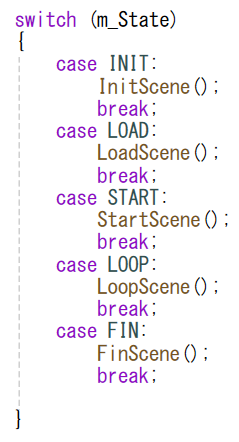 switch (m_State)
{
    case INIT:
        InitScene();
        break;
    case LOAD:
        LoadScene();
        break;
    case START:
        StartScene();
        break;
    case LOOP:
        LoopScene();
        break;
    case FIN:
        FinScene();
        break;

}